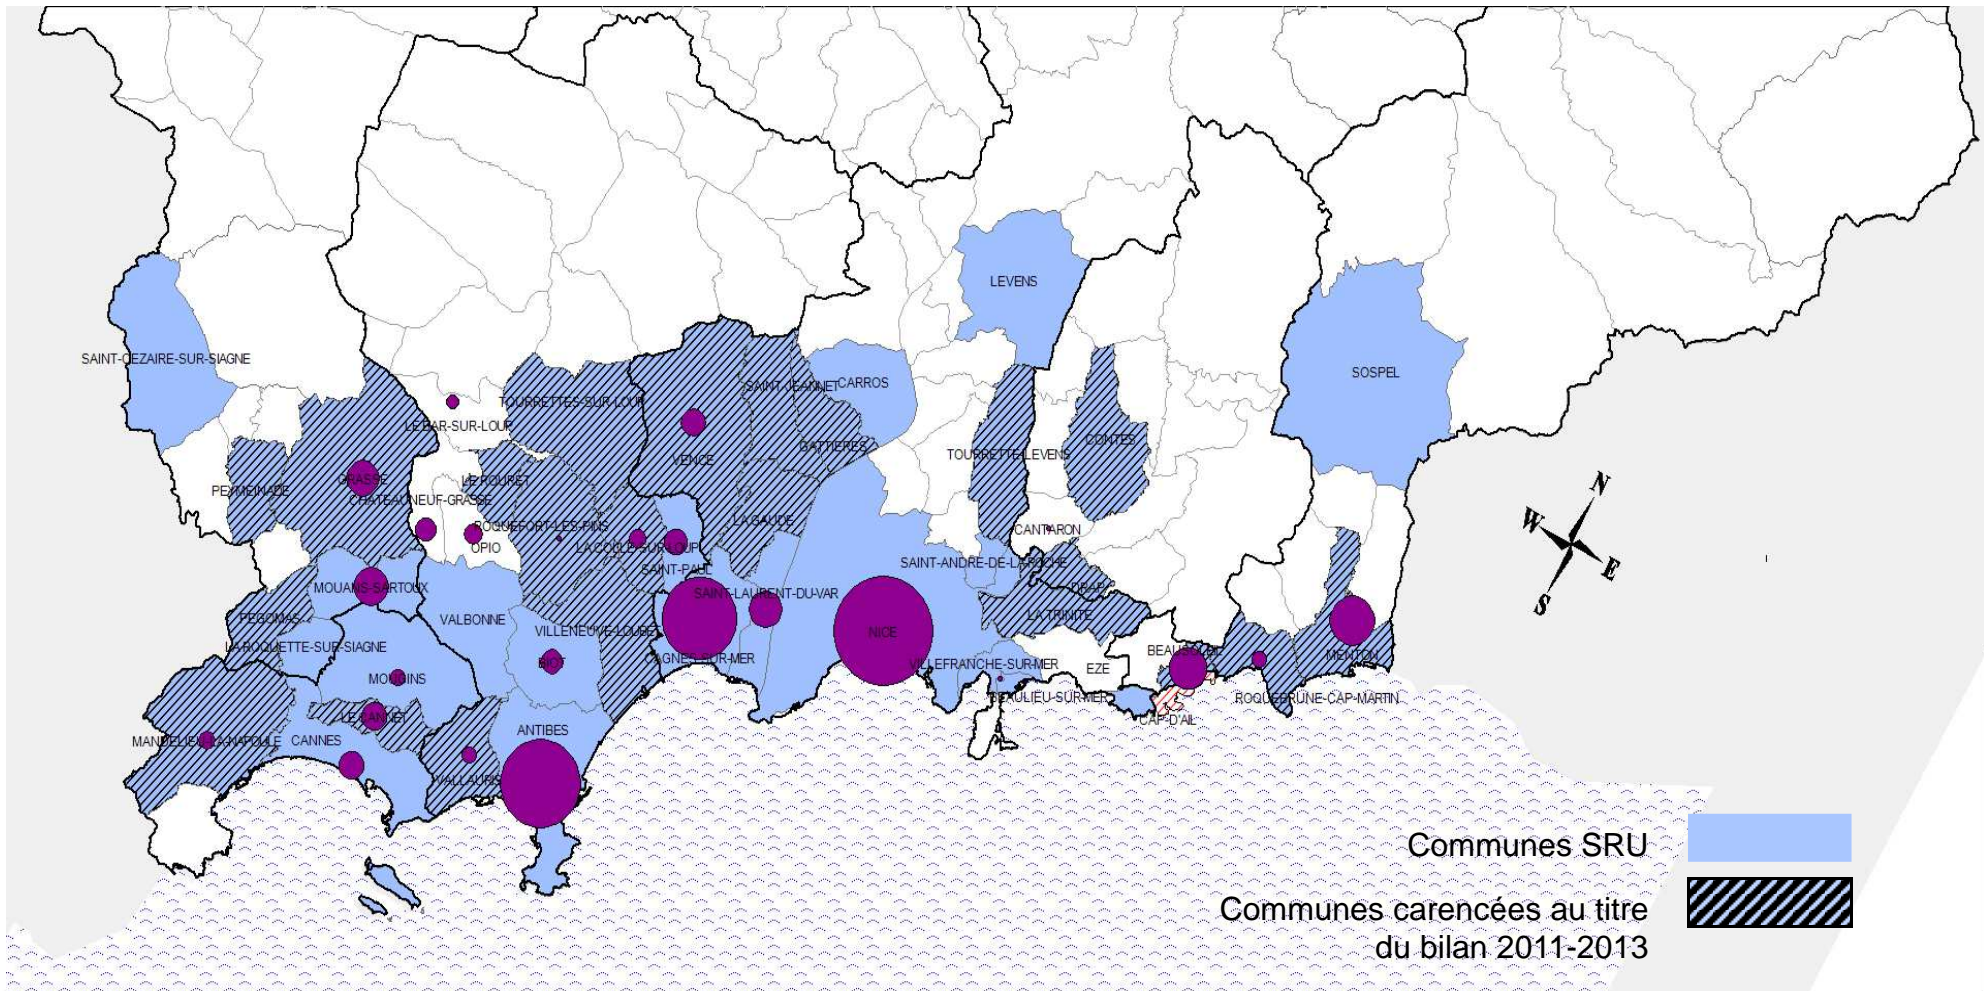 LEVENS
SAINT-CEZAIRE-SUR-SIAGNE
SOSPEL
SAINT-JEANNET
CARROS
TOURRETTES-SUR-LOUP
LE BAR-SUR-LOUP
GATTIERES
CONTES
TOURRETTE-LEVENS
VENCE
GRASSE
LE ROURET
PEYMEINADE
CHATEAUNEUF-GRASSE
LA GAUDE
ROQUEFORT-LES-PINS
CANTARON
OPIO
LA COLLE-SUR-LOUP
SAINT-ANDRE-DE-LA-ROCHE
SAINT-PAUL
MOUANS-SARTOUX
DRAP
SAINT-LAURENT-DU-VAR
LA TRINITE
PEGOMAS
VALBONNE
VILLENEUVE-LOUBET
NICE
LA ROQUETTE-SUR-SIAGNE
BEAUSOLEIL
MENTON
CAGNES-SUR-MER
BIOT
VILLEFRANCHE-SUR-MER
EZE
MOUGINS
BEAULIEU-SUR-MER
ROQUEBRUNE-CAP-MARTIN
LE CANNET
CAP-D'AIL
ANTIBES
MANDELIEU-LA-NAPOULE
CANNES
VALLAURIS
N
W
E
S
Communes SRU
Communes carencées au titre
du bilan 2011-2013